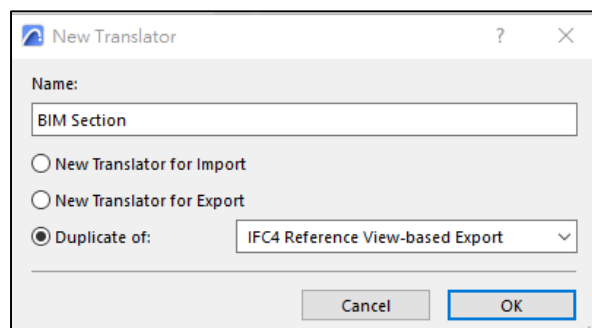 New Translator
?
Name:
BIM Section
New Translator for Import
New Translator for Export
Duplicate of: IFC4 Reference View-based Export
Cancel OK